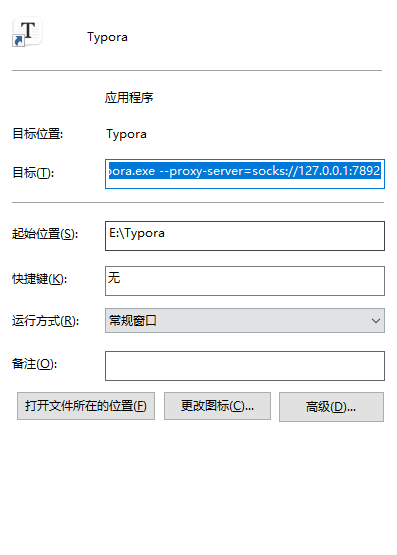 Typora
应用程序
目标位置: Typora
目标(T): ora.exe --proxy-server=socks://127.0.0.1:7892
起始位置(S): E:\Typora
快捷键(K): 无
运行方式(R): 常规窗口
备注(O):
打开文件所在的位置(F) 更改图标(C)... 高级(D)...